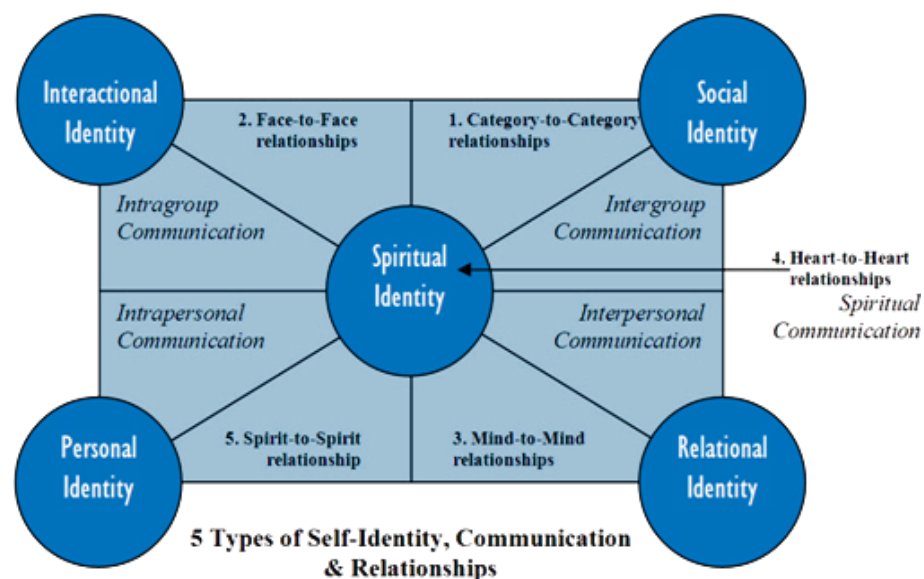 Interactional
Identity
2. Face-to-Face
relationships
1. Category-to-Category
relationships
Social
Identity
Intragroup
Communication
Intergroup
Communication
Spiritual
Identity
4. Heart-to-Heart
relationships
Spiritual
Communication
Intrapersonal
Communication
Interpersonal
Communication
Personal
Identity
5. Spirit-to-Spirit
relationship
3. Mind-to-Mind
relationships
Relational
Identity
5 Types of Self-Identity, Communication
& Relationships